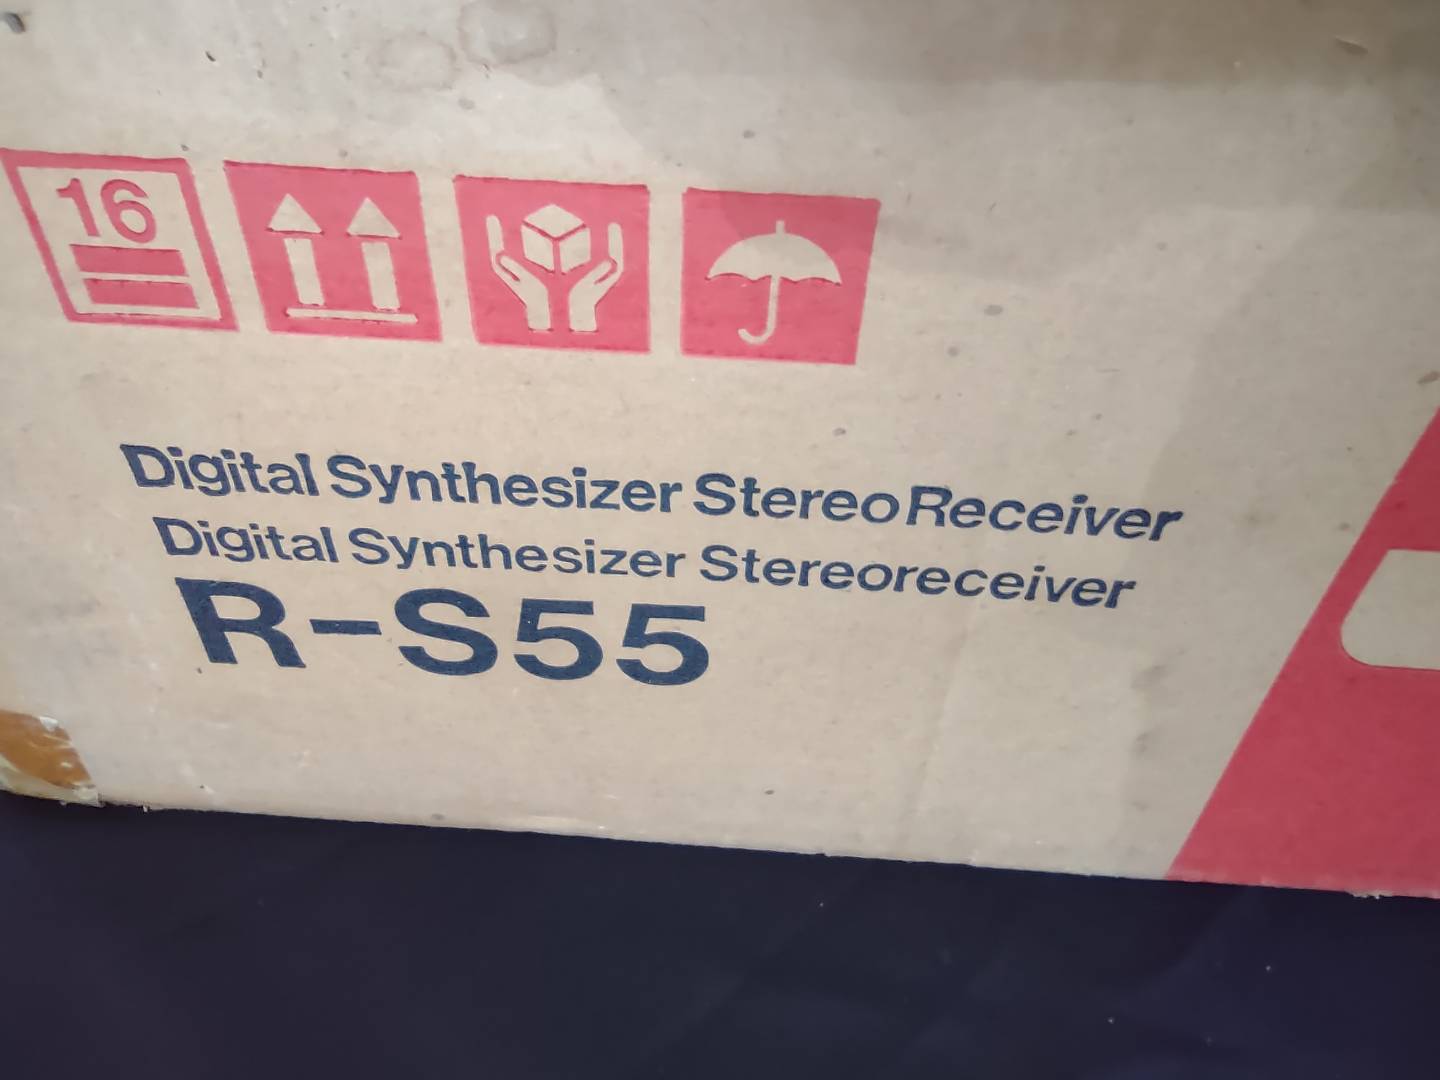 16
Digital Synthesizer Stereo Receiver
Digital Synthesizer Stereoreceiver
R-S55